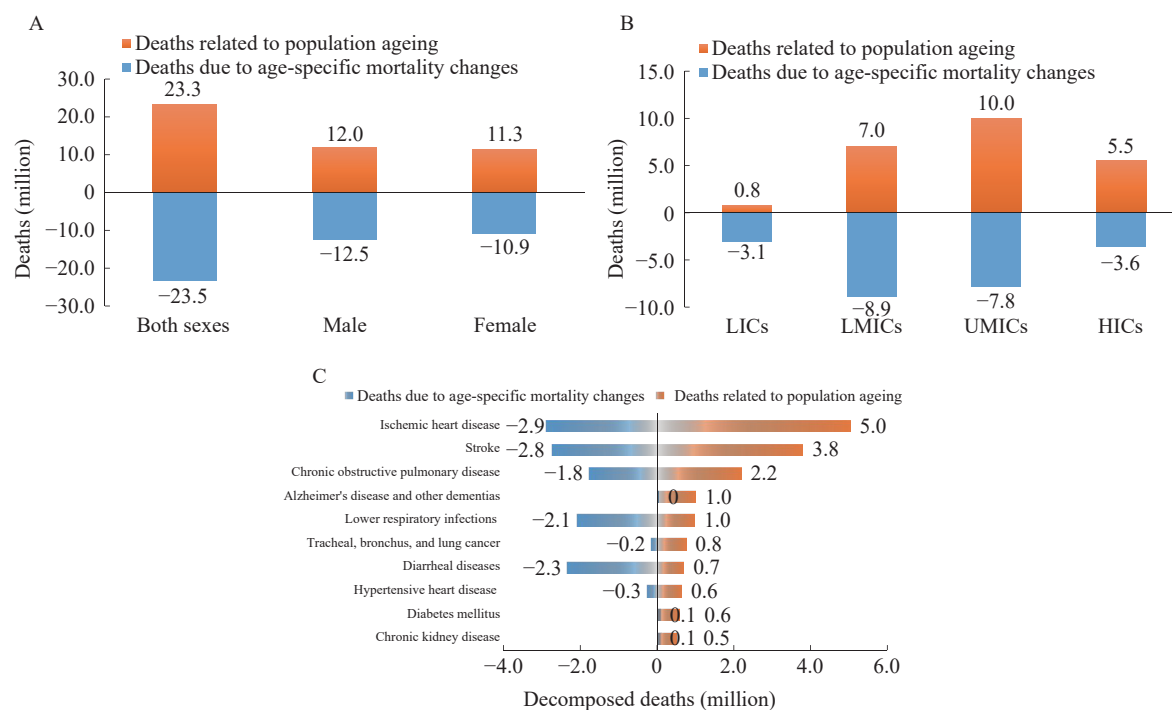 A
Deaths related to population ageing
Deaths due to age-specific mortality changes
Deaths (million)
30.0
20.0
10.0
0
−10.0
−20.0
−30.0
23.3
12.0
11.3
−23.5
−12.5
−10.9
Both sexes
Male
Female
B
Deaths related to population ageing
Deaths due to age-specific mortality changes
Deaths (million)
15.0
10.0
5.0
0
−5.0
−10.0
0.8
7.0
10.0
5.5
−3.1
−8.9
−7.8
−3.6
LICs
LMICs
UMICs
HICs
C
Deaths due to age-specific mortality changes
Deaths related to population ageing
Ischemic heart disease −2.9 5.0
Stroke −2.8 3.8
Chronic obstructive pulmonary disease −1.8 2.2
Alzheimer's disease and other dementias 0 1.0
Lower respiratory infections −2.1 1.0
Tracheal, bronchus, and lung cancer −0.2 0.8
Diarrheal diseases −2.3 0.7
Hypertensive heart disease −0.3 0.6
Diabetes mellitus 0.1 0.6
Chronic kidney disease 0.1 0.5
−4.0 −2.0 0 2.0 4.0 6.0
Decomposed deaths (million)